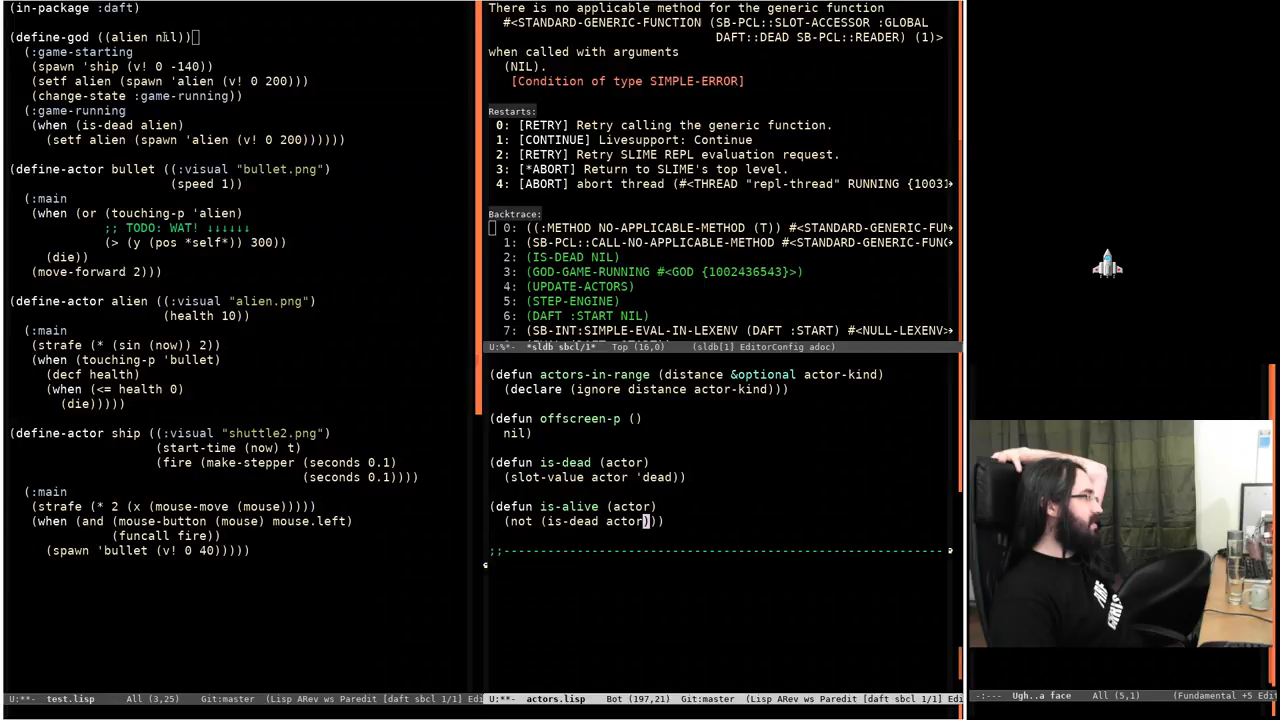 (in-package :daft)
(define-god ((alien nil))
(:game-starting
(spawn 'ship (v! 0 -140))
(setf alien (spawn 'alien (v! 0 200)))
(change-state :game-running))
(:game-running
(when (is-dead alien)
(setf alien (spawn 'alien (v! 0 200))))))
(define-actor bullet ((:visual "bullet.png")
(speed 1))
(:main
(when (or (touching-p 'alien)
;; TODO: WAT! ↓↓↓↓↓↓
(> (y (pos *self*)) 300))
(die))
(move-forward 2)))
(define-actor alien ((:visual "alien.png")
(health 10))
(:main
(strafe (* (sin (now)) 2))
(when (touching-p 'bullet)
(decf health)
(when (<= health 0)
(die)))))
(define-actor ship ((:visual "shuttle2.png")
(start-time (now) t)
(fire (make-stepper (seconds 0.1)
(seconds 0.1))))
(:main
(strafe (* 2 (x (mouse-move (mouse)))))
(when (and (mouse-button (mouse) mouse.left)
(funcall fire))
(spawn 'bullet (v! 0 40)))))
U:**- test.lisp All (3,25) Git:master (Lisp ARev ws Paredit [daft sbcl 1/1] Edi
There is no applicable method for the generic function
#<STANDARD-GENERIC-FUNCTION (SB-PCL::SLOT-ACCESSOR :GLOBAL
DAFT::DEAD SB-PCL::READER) (1)>
when called with arguments
(NIL).
[Condition of type SIMPLE-ERROR]
Restarts:
0: [RETRY] Retry calling the generic function.
1: [CONTINUE] Livesupport: Continue
2: [RETRY] Retry SLIME REPL evaluation request.
3: [*ABORT] Return to SLIME's top level.
4: [ABORT] abort thread (#<THREAD "repl-thread" RUNNING {10031
Backtrace:
0: ((:METHOD NO-APPLICABLE-METHOD (T)) #<STANDARD-GENERIC-FUN
1: (SB-PCL::CALL-NO-APPLICABLE-METHOD #<STANDARD-GENERIC-FUNC
2: (IS-DEAD NIL)
3: (GOD-GAME-RUNNING #<GOD {1002436543}>)
4: (UPDATE-ACTORS)
5: (STEP-ENGINE)
6: (DAFT :START NIL)
7: (SB-INT:SIMPLE-EVAL-IN-LEXENV (DAFT :START) #<NULL-LEXENV>
U:%*- *sldb sbcl/1* Top (16,0) (sldb[1] EditorConfig adoc)
(defun actors-in-range (distance &optional actor-kind)
(declare (ignore distance actor-kind)))
(defun offscreen-p ()
nil)
(defun is-dead (actor)
(slot-value actor 'dead))
(defun is-alive (actor)
(not (is-dead actor)))
;;--------------------------------------------------------------
U:**- actors.lisp Bot (197,21) Git:master (Lisp ARev ws Paredit [daft sbcl 1/1] Edi
-:--- Ugh..a face All (5,1) (Fundamental +5 Edit